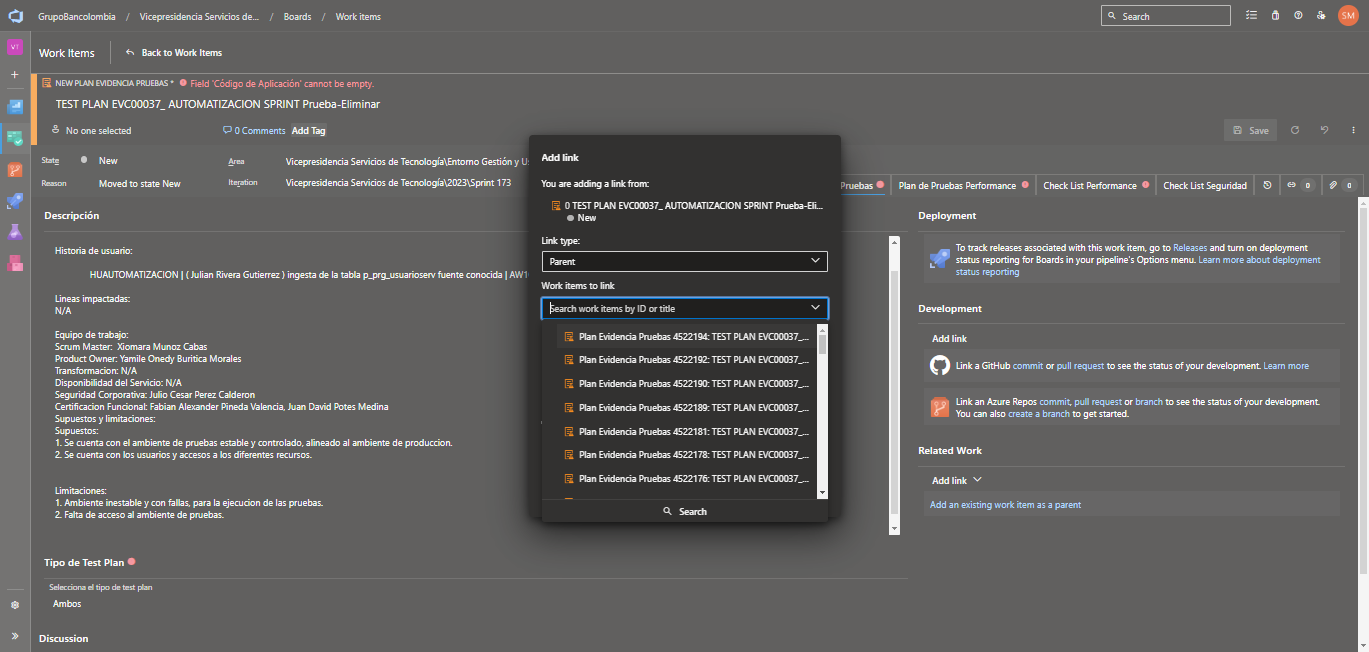 GrupoBancolombia / Vicepresidencia Servicios de... / Boards / Work items
Search
SM
VT
Work Items
Back to Work Items
NEW PLAN EVIDENCIA PRUEBAS * Field 'Código de Aplicación' cannot be empty.
TEST PLAN EVC00037_ AUTOMATIZACION SPRINT Prueba-Eliminar
No one selected
0 Comments
Add Tag
Save
State
New
Area
Vicepresidencia Servicios de Tecnología\Entorno Gestión y Us
Reason
Moved to state New
Iteration
Vicepresidencia Servicios de Tecnología\2023\Sprint 173
Pruebas
Plan de Pruebas Performance
Check List Performance
Check List Seguridad
0
0
Descripción
Historia de usuario:
HUAUTOMATIZACION | ( Julian Rivera Gutierrez ) ingesta de la tabla p_prg_usuarioserv fuente conocida | AW10
Lineas impactadas:
N/A
Equipo de trabajo:
Scrum Master: Xiomara Munoz Cabas
Product Owner: Yamile Onedy Buritica Morales
Transformacion: N/A
Disponibilidad del Servicio: N/A
Seguridad Corporativa: Julio Cesar Perez Calderon
Certification Funcional: Fabian Alexander Pineda Valencia, Juan David Potes Medina
Supuestos y limitaciones:
Supuestos:
1. Se cuenta con el ambiente de pruebas estable y controlado, alineado al ambiente de produccion.
2. Se cuenta con los usuarios y accesos a los diferentes recursos.
Limitaciones:
1. Ambiente inestable y con fallas, para la ejecucion de las pruebas.
2. Falta de acceso al ambiente de pruebas.
Tipo de Test Plan
Selecciona el tipo de test plan
Ambos
Discussion
Add link
You are adding a link from:
0 TEST PLAN EVC00037_ AUTOMATIZACION SPRINT Prueba-Eli...
New
Link type:
Parent
Work items to link
Search work items by ID or title
Plan Evidencia Pruebas 4522194: TEST PLAN EVC00037_...
Plan Evidencia Pruebas 4522192: TEST PLAN EVC00037_...
Plan Evidencia Pruebas 4522190: TEST PLAN EVC00037_...
Plan Evidencia Pruebas 4522189: TEST PLAN EVC00037_...
Plan Evidencia Pruebas 4522181: TEST PLAN EVC00037_...
Plan Evidencia Pruebas 4522178: TEST PLAN EVC00037_...
Plan Evidencia Pruebas 4522176: TEST PLAN EVC00037_...
Search
Deployment
To track releases associated with this work item, go to Releases and turn on deployment
status reporting for Boards in your pipeline's Options menu. Learn more about deployment
status reporting
Development
Add link
Link a GitHub commit or pull request to see the status of your development. Learn more
Link an Azure Repos commit, pull request or branch to see the status of your development.
You can also create a branch to get started.
Related Work
Add link
Add an existing work item as a parent